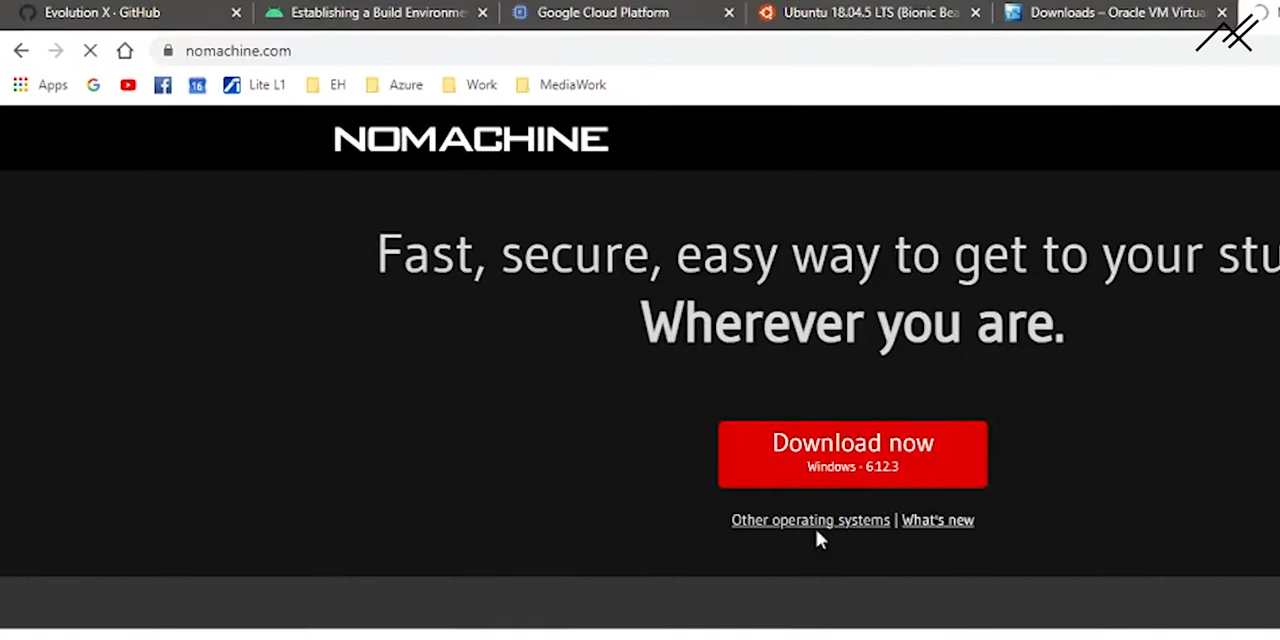 Evolution X · GitHub
Establishing a Build Environme
Google Cloud Platform
Ubuntu 18.04.5 LTS (Bionic Bea
Downloads – Oracle VM Virtua
nomachine.com
Apps
16
Lite L1
EH
Azure
Work
MediaWork
NOMACHINE
Fast, secure, easy way to get to your stu
Wherever you are.
Download now
Windows - 6.12.3
Other operating systems | What's new